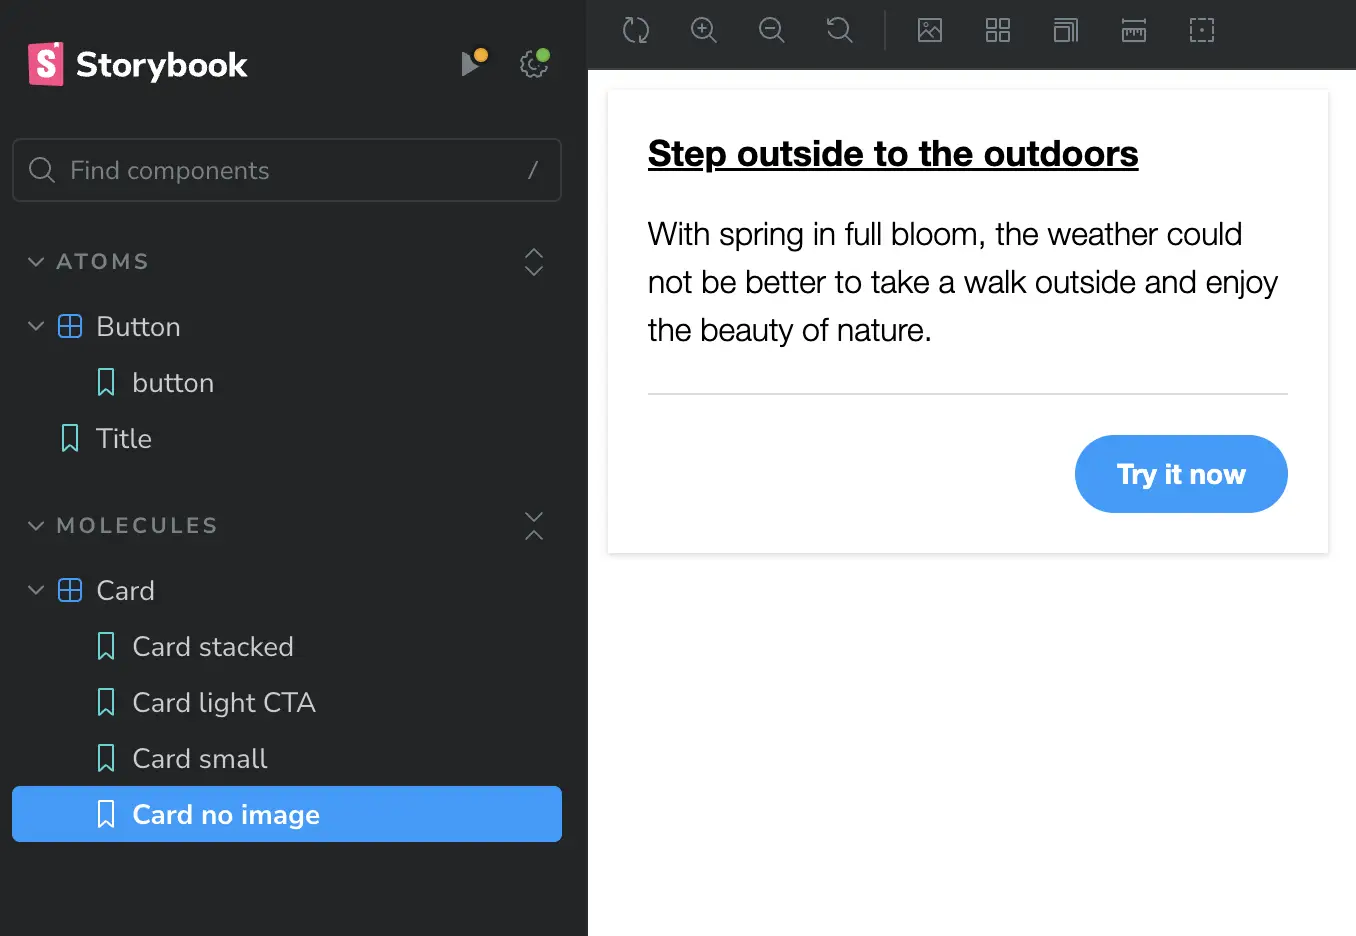 Storybook
Find components /
ATOMS
Button
button
Title
MOLECULES
Card
Card stacked
Card light CTA
Card small
Card no image
Step outside to the outdoors
With spring in full bloom, the weather could
not be better to take a walk outside and enjoy
the beauty of nature.
Try it now